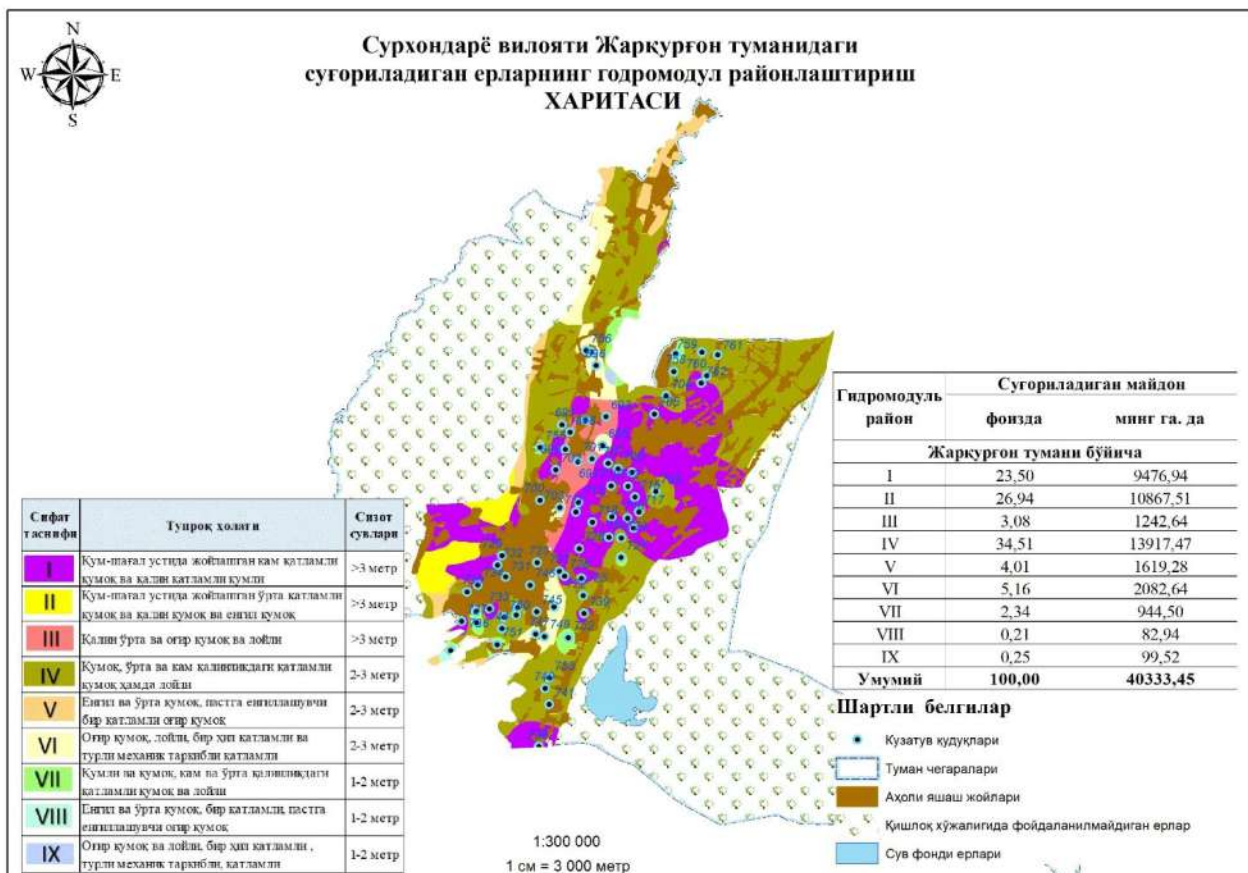 N
W E
S
Сурхондарё вилояти Жарқурғон туманидаги
суғориладиган ерларнинг годромодул районлаштириш
ХАРИТАСИ
Гидромодуль район
Суғориладиган майдон
фоизда минг га. да
Жарқурғон тумани бўйича
I 23,50 9476,94
II 26,94 10867,51
III 3,08 1242,64
IV 34,51 13917,47
V 4,01 1619,28
VI 5,16 2082,64
VII 2,34 944,50
VIII 0,21 82,94
IX 0,25 99,52
Умумий 100,00 40333,45
Сифат таснифи
Тупроқ ҳолати
Сизот сувлари
I Қум-шағал устида жойлашган кам қатламли
қумоқ ва қалин қатламли қумли >3 метр
II Қум-шағал устида жойлашган ўрта қатламли
қумоқ ва қалин қумоқ ва енгил қумоқ >3 метр
III Қалин ўрта ва оғир қумоқ ва лойли >3 метр
IV Қумоқ, ўрта ва кам қалинликдаги қатламли
қумоқ ҳамда лойли 2-3 метр
V Енгил ва ўрта қумоқ, пастга енгиллашувчи
бир қатламли оғир қумоқ 2-3 метр
VI Оғир қумоқ, лойли, бир хил қатламли ва
турли механик таркибли қатламли 2-3 метр
VII Қумли ва қумоқ, кам ва ўрта қалинликдаги
қатламли қумоқ ва лойли 1-2 метр
VIII Енгил ва ўрта қумоқ, бир қатламли, пастга
енгиллашувчи оғир қумоқ 1-2 метр
IX Оғир қумоқ ва лойли, бир хил қатламли ,
турли механик таркибли, қатламли 1-2 метр
Шартли белгилар
Кузатув қудуқлари
Туман чегаралари
Аҳоли яшаш жойлари
Қишлоқ хўжалигида фойдаланилмайдиган ерлар
Сув фонди ерлари
1:300 000
1 см = 3 000 метр
759
761
758
760
762
745
749
741